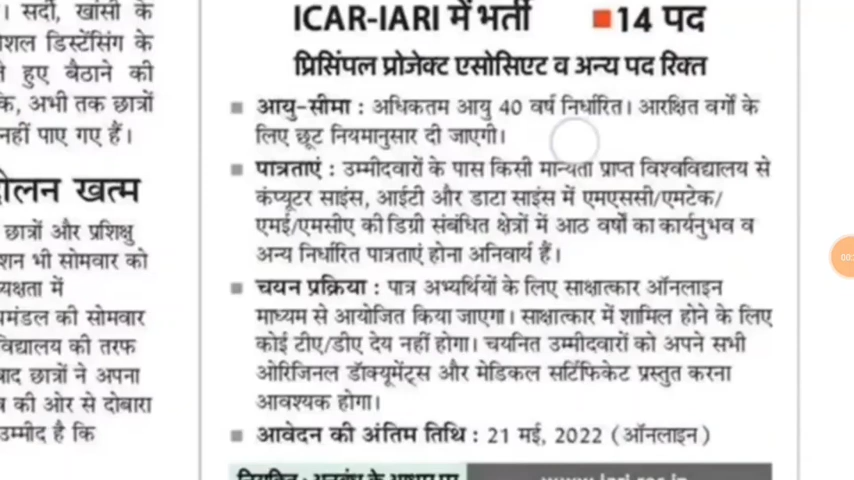 । सर्दी, खांसी के
शल डिस्टेंसिंग के
हुए बैठाने की
के, अभी तक छात्रों
नहीं पाए गए हैं।
ोलन खत्म
छात्रों और प्रशिक्षु
शन भी सोमवार को
यक्षता में
मंडल की सोमवार
विद्यालय की तरफ
बाद छात्रों ने अपना
की ओर से दोबारा
उम्मीद है कि
ICAR-IARI में भर्ती ■14 पद
प्रिसिंपल प्रोजेक्ट एसोसिएट व अन्य पद रिक्त
■ आयु-सीमा : अधिकतम आयु 40 वर्ष निर्धारित। आरक्षित वर्गों के
लिए छूट नियमानुसार दी जाएगी।
■ पात्रताएं : उम्मीदवारों के पास किसी मान्यता प्राप्त विश्वविद्यालय से
कंप्यूटर साइंस, आईटी और डाटा साइंस में एमएससी/एमटेक/
एमई/एमसीए की डिग्री संबंधित क्षेत्रों में आठ वर्षों का कार्यनुभव व
अन्य निर्धारित पात्रताएं होना अनिवार्य हैं।
■ चयन प्रक्रिया : पात्र अभ्यर्थियों के लिए साक्षात्कार ऑनलाइन
माध्यम से आयोजित किया जाएगा। साक्षात्कार में शामिल होने के लिए
कोई टीए/डीए देय नहीं होगा। चयनित उम्मीदवारों को अपने सभी
ओरिजिनल डॉक्यूमेंट्स और मेडिकल सर्टिफिकेट प्रस्तुत करना
आवश्यक होगा।
■ आवेदन की अंतिम तिथि : 21 मई, 2022 (ऑनलाइन)